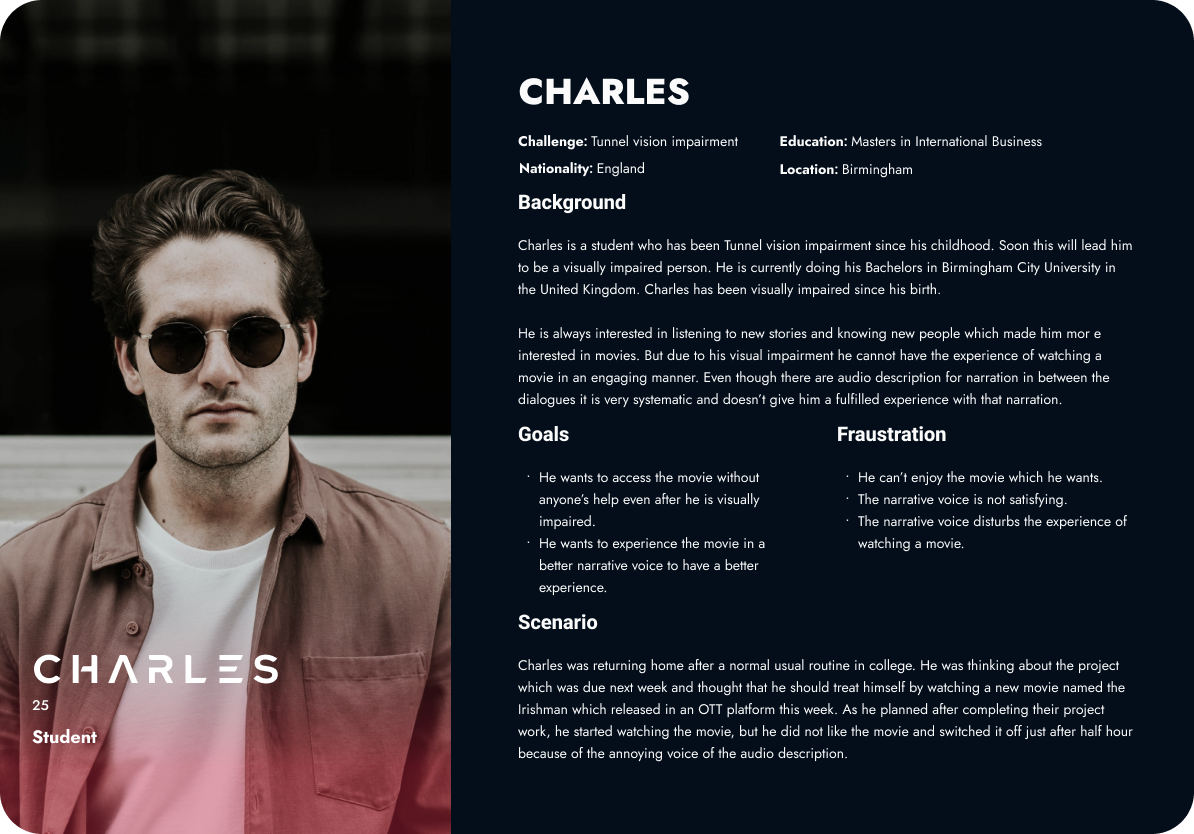 CHARLES
25
Student
CHARLES
Challenge: Tunnel vision impairment
Education: Masters in International Business
Nationality: England
Location: Birmingham
Background
Charles is a student who has been Tunnel vision impairment since his childhood. Soon this will lead him
to be a visually impaired person. He is currently doing his Bachelors in Birmingham City University in
the United Kingdom. Charles has been visually impaired since his birth.
He is always interested in listening to new stories and knowing new people which made him mor e
interested in movies. But due to his visual impairment he cannot have the experience of watching a
movie in an engaging manner. Even though there are audio description for narration in between the
dialogues it is very systematic and doesn't give him a fulfilled experience with that narration.
Goals
· He wants to access the movie without
anyone's help even after he is visually
impaired.
· He wants to experience the movie in a
better narrative voice to have a better
experience.
Fraustration
· He can't enjoy the movie which he wants.
· The narrative voice is not satisfying.
· The narrative voice disturbs the experience of
watching a movie.
Scenario
Charles was returning home after a normal usual routine in college. He was thinking about the project
which was due next week and thought that he should treat himself by watching a new movie named the
Irishman which released in an OTT platform this week. As he planned after completing their project
work, he started watching the movie, but he did not like the movie and switched it off just after half hour
because of the annoying voice of the audio description.